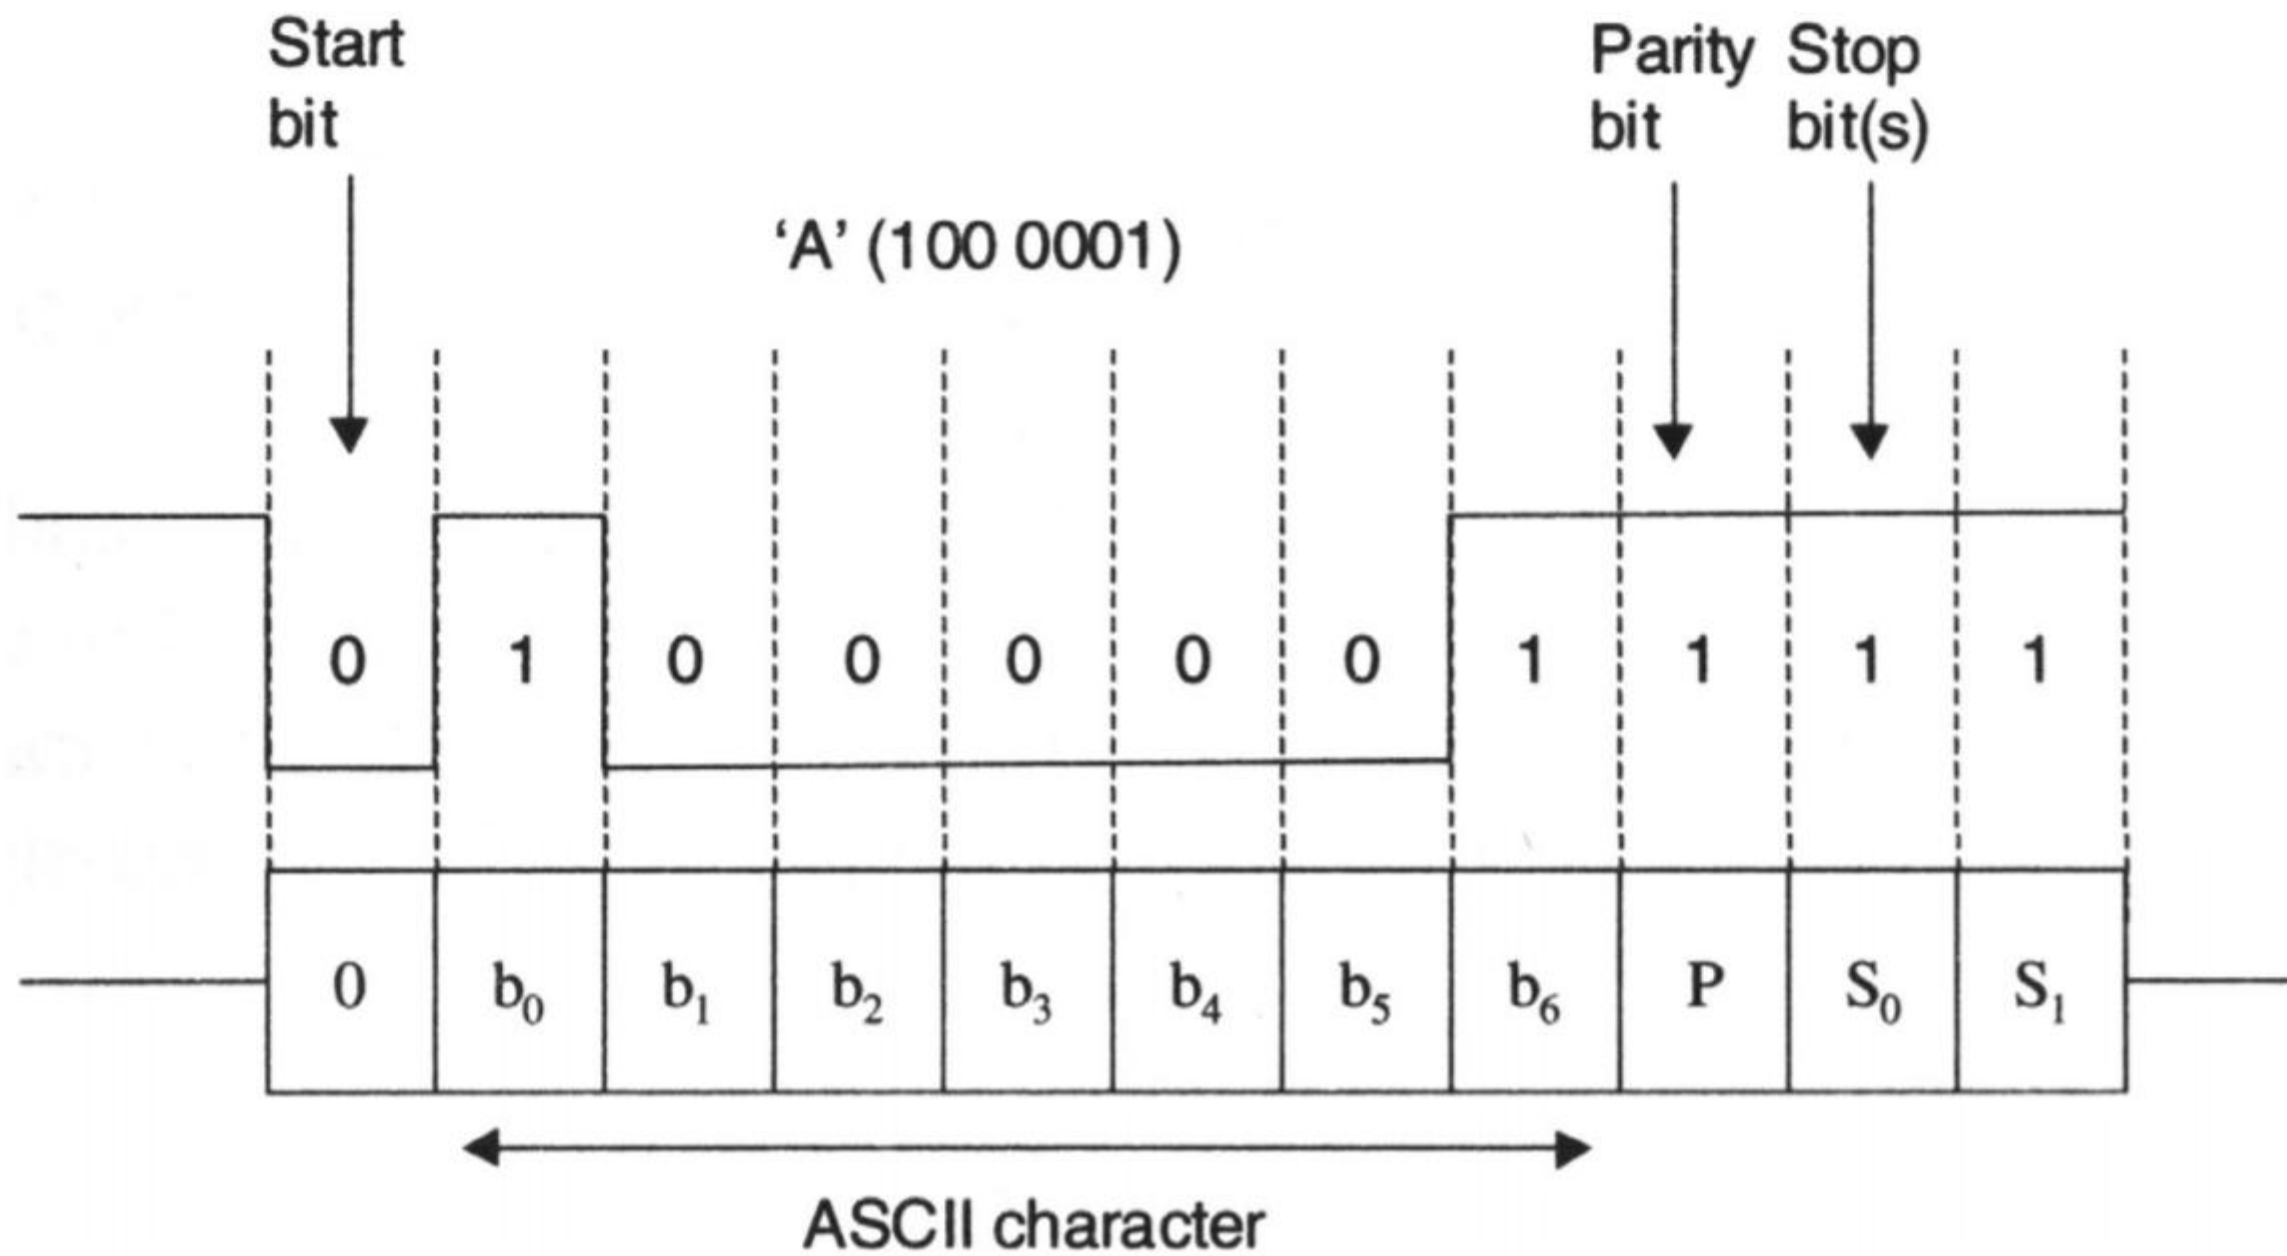 Start
bit
Parity
bit
Stop
bit(s)
‘A’ (100 0001)
0 1 0 0 0 0 0 1 1 1 1
0 b₀ b₁ b₂ b₃ b₄ b₅ b₆ P S₀ S₁
ASCII character